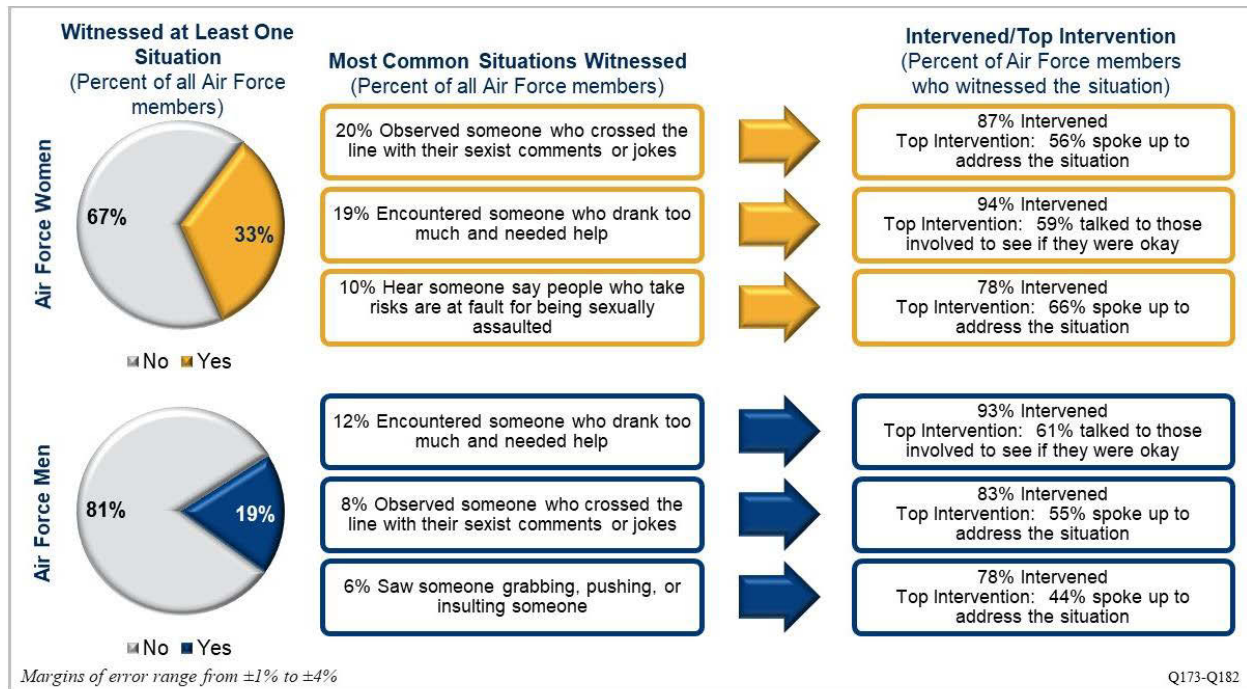 Witnessed at Least One
Situation
(Percent of all Air Force
members)
Most Common Situations Witnessed
(Percent of all Air Force members)
Intervened/Top Intervention
(Percent of Air Force members
who witnessed the situation)
Air Force Women
67%
33%
No Yes
20% Observed someone who crossed the
line with their sexist comments or jokes
87% Intervened
Top Intervention: 56% spoke up to
address the situation
19% Encountered someone who drank too
much and needed help
94% Intervened
Top Intervention: 59% talked to those
involved to see if they were okay
10% Hear someone say people who take
risks are at fault for being sexually
assaulted
78% Intervened
Top Intervention: 66% spoke up to
address the situation
Air Force Men
81%
19%
No Yes
12% Encountered someone who drank too
much and needed help
93% Intervened
Top Intervention: 61% talked to those
involved to see if they were okay
8% Observed someone who crossed the
line with their sexist comments or jokes
83% Intervened
Top Intervention: 55% spoke up to
address the situation
6% Saw someone grabbing, pushing, or
insulting someone
78% Intervened
Top Intervention: 44% spoke up to
address the situation
Margins of error range from ±1% to ±4%
Q173-Q182